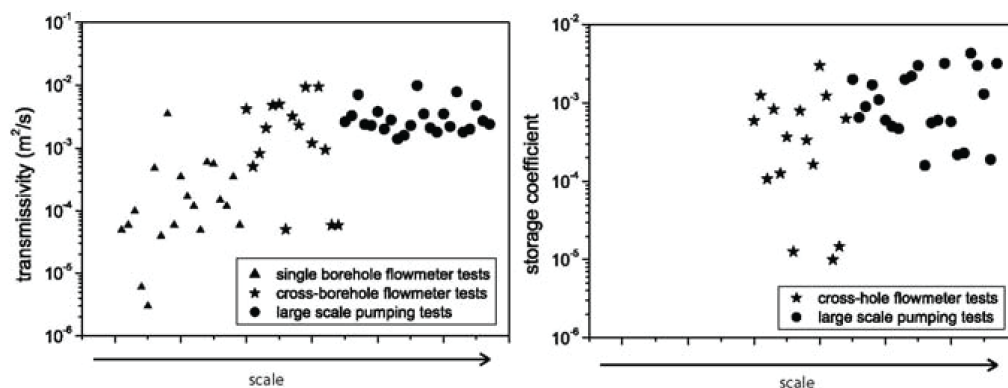 10⁻¹
10⁻²
10⁻³
10⁻⁴
10⁻⁵
10⁻⁶
transmissivity (m²/s)
single borehole flowmeter tests
cross-borehole flowmeter tests
large scale pumping tests
scale
10⁻²
10⁻³
10⁻⁴
10⁻⁵
10⁻⁶
storage coefficient
cross-hole flowmeter tests
large scale pumping tests
scale